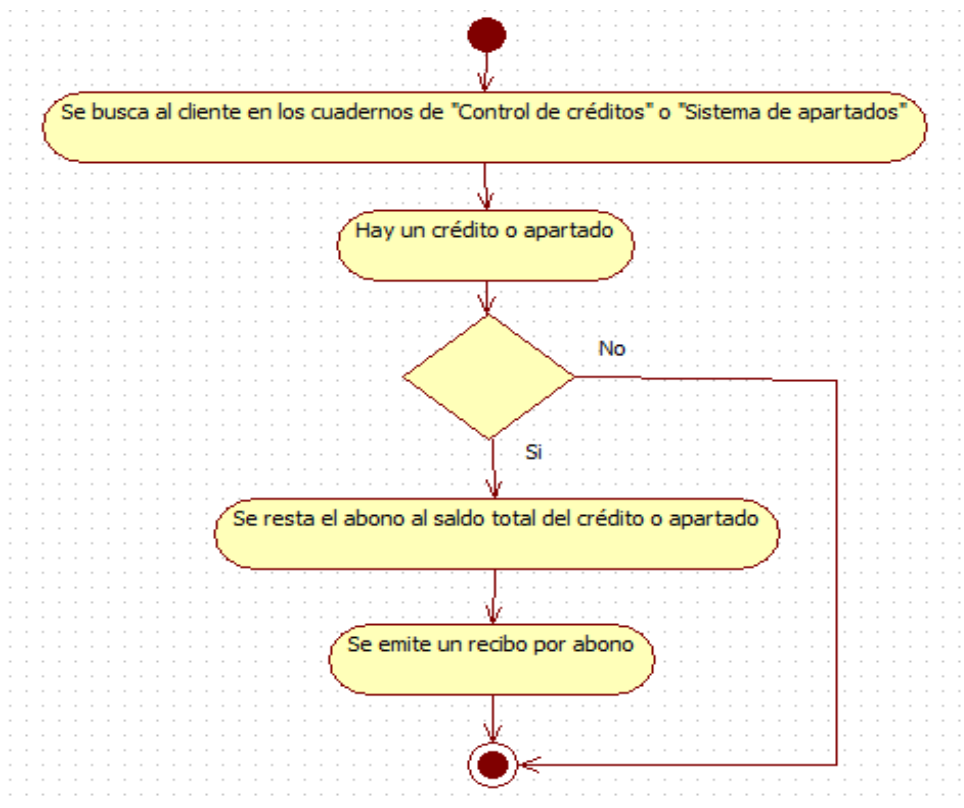 Se busca al cliente en los cuadernos de "Control de créditos" o "Sistema de apartados"
Hay un crédito o apartado
No
Si
Se resta el abono al saldo total del crédito o apartado
Se emite un recibo por abono